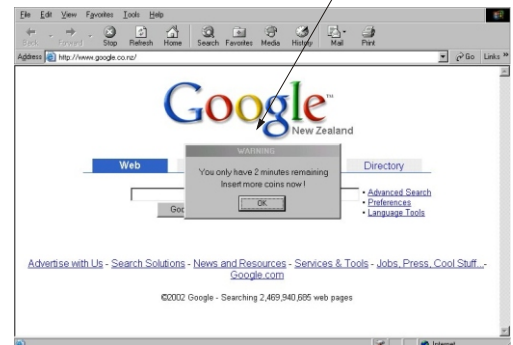 File Edit View Favorites Tools Help
Back Forward Stop Refresh Home Search Favorites Media History Mail Print
Address http://www.google.co.nz/ Go Links »
Google™
New Zealand
WARNING
Web Directory
You only have 2 minutes remaining
Insert more coins now !
OK
Goo
• Advanced Search
• Preferences
• Language Tools
Advertise with Us - Search Solutions - News and Resources - Services & Tools - Jobs, Press, Cool Stuff...-
Google.com
©2002 Google - Searching 2,469,940,685 web pages
Internet